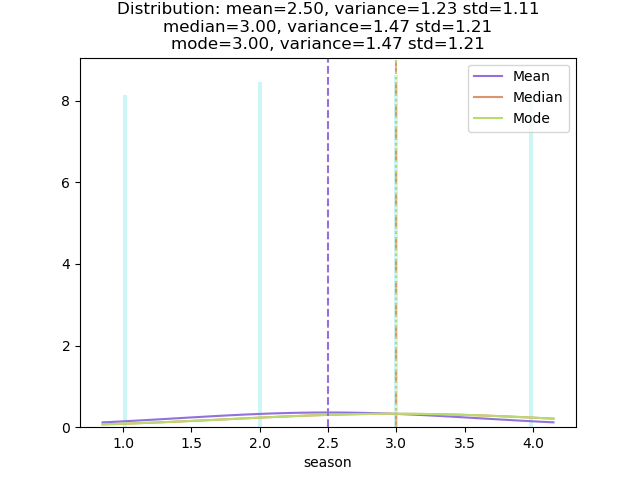 Distribution: mean=2.50, variance=1.23 std=1.11
median=3.00, variance=1.47 std=1.21
mode=3.00, variance=1.47 std=1.21
Mean
Median
Mode
8
6
4
2
0
1.0 1.5 2.0 2.5 3.0 3.5 4.0
season